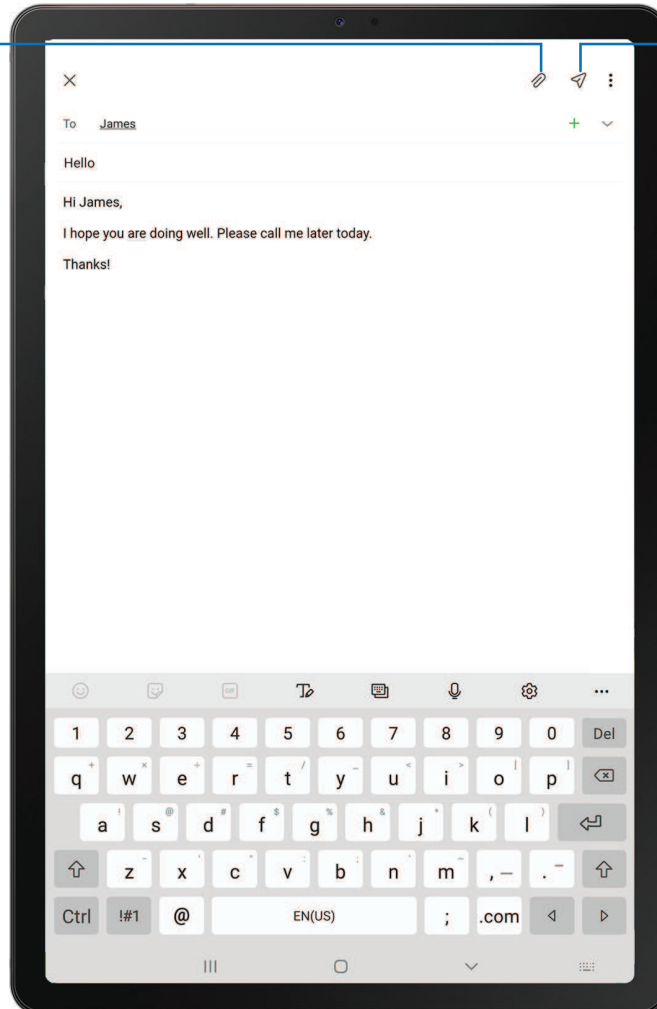 To James
Hello
Hi James,
I hope you are doing well. Please call me later today.
Thanks!
GIF
1 2 3 4 5 6 7 8 9 0 Del
q w e r t y u i o p
a s d f g h j k l
z x c v b n m , .
Ctrl !#1 @ EN(US) ; .com